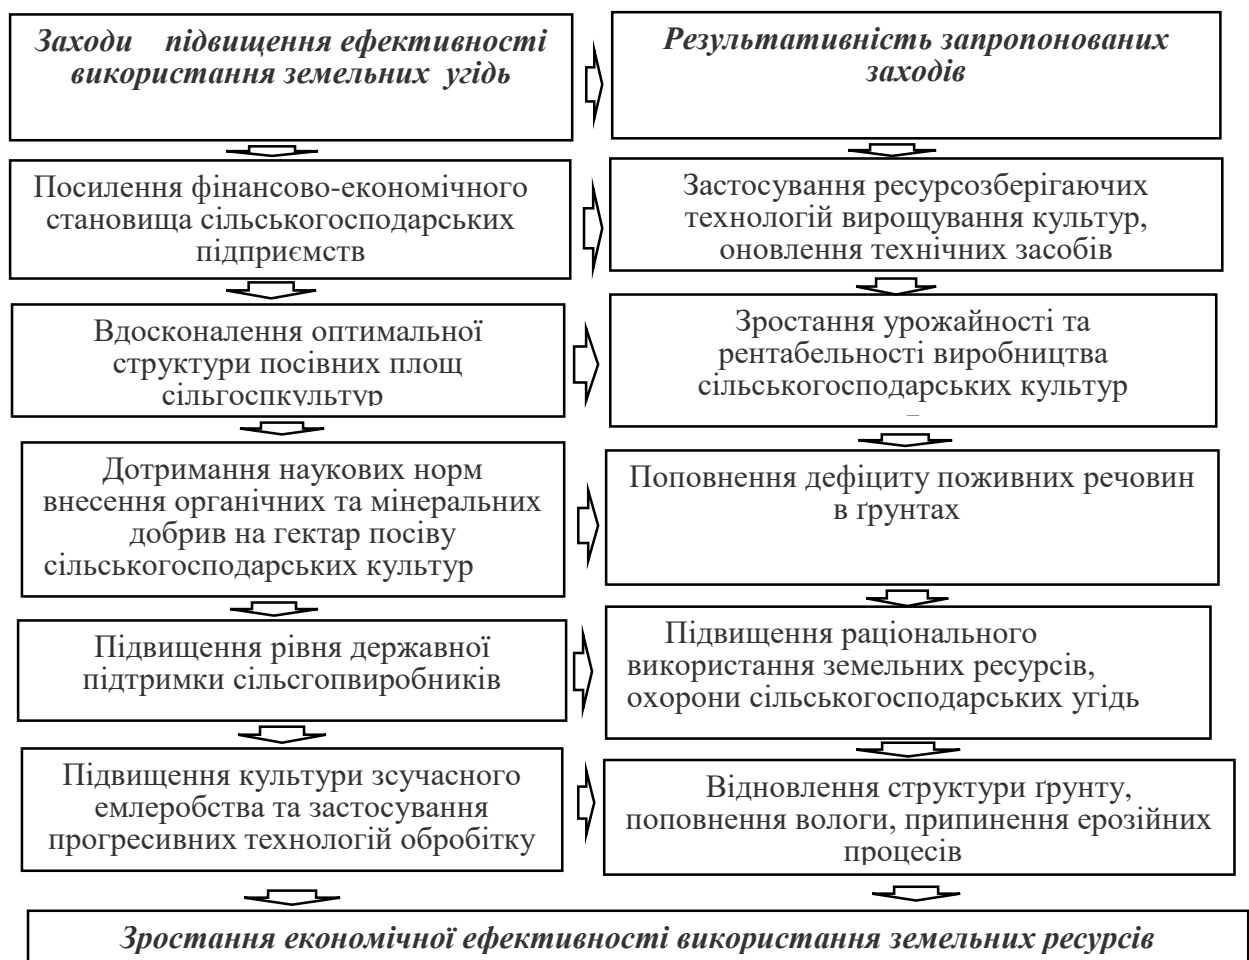 Заходи підвищення ефективності
використання земельних угідь
Результативність запропонованих
заходів
Посилення фінансово-економічного
становища сільськогосподарських
підприємств
Застосування ресурсозберігаючих
технологій вирощування культур,
оновлення технічних засобів
Вдосконалення оптимальної
структури посівних площ
сільгоспкультур
Зростання урожайності та
рентабельності виробництва
сільськогосподарських культур
Дотримання наукових норм
внесення органічних та мінеральних
добрив на гектар посіву
сільськогосподарських культур
Поповнення дефіциту поживних речовин
в ґрунтах
Підвищення рівня державної
підтримки сільсгопвиробників
Підвищення раціонального
використання земельних ресурсів,
охорони сільськогосподарських угідь
Підвищення культури зсучасного
емлеробства та застосування
прогресивних технологій обробітку
Відновлення структури ґрунту,
поповнення вологи, припинення ерозійних
процесів
Зростання економічної ефективності використання земельних ресурсів